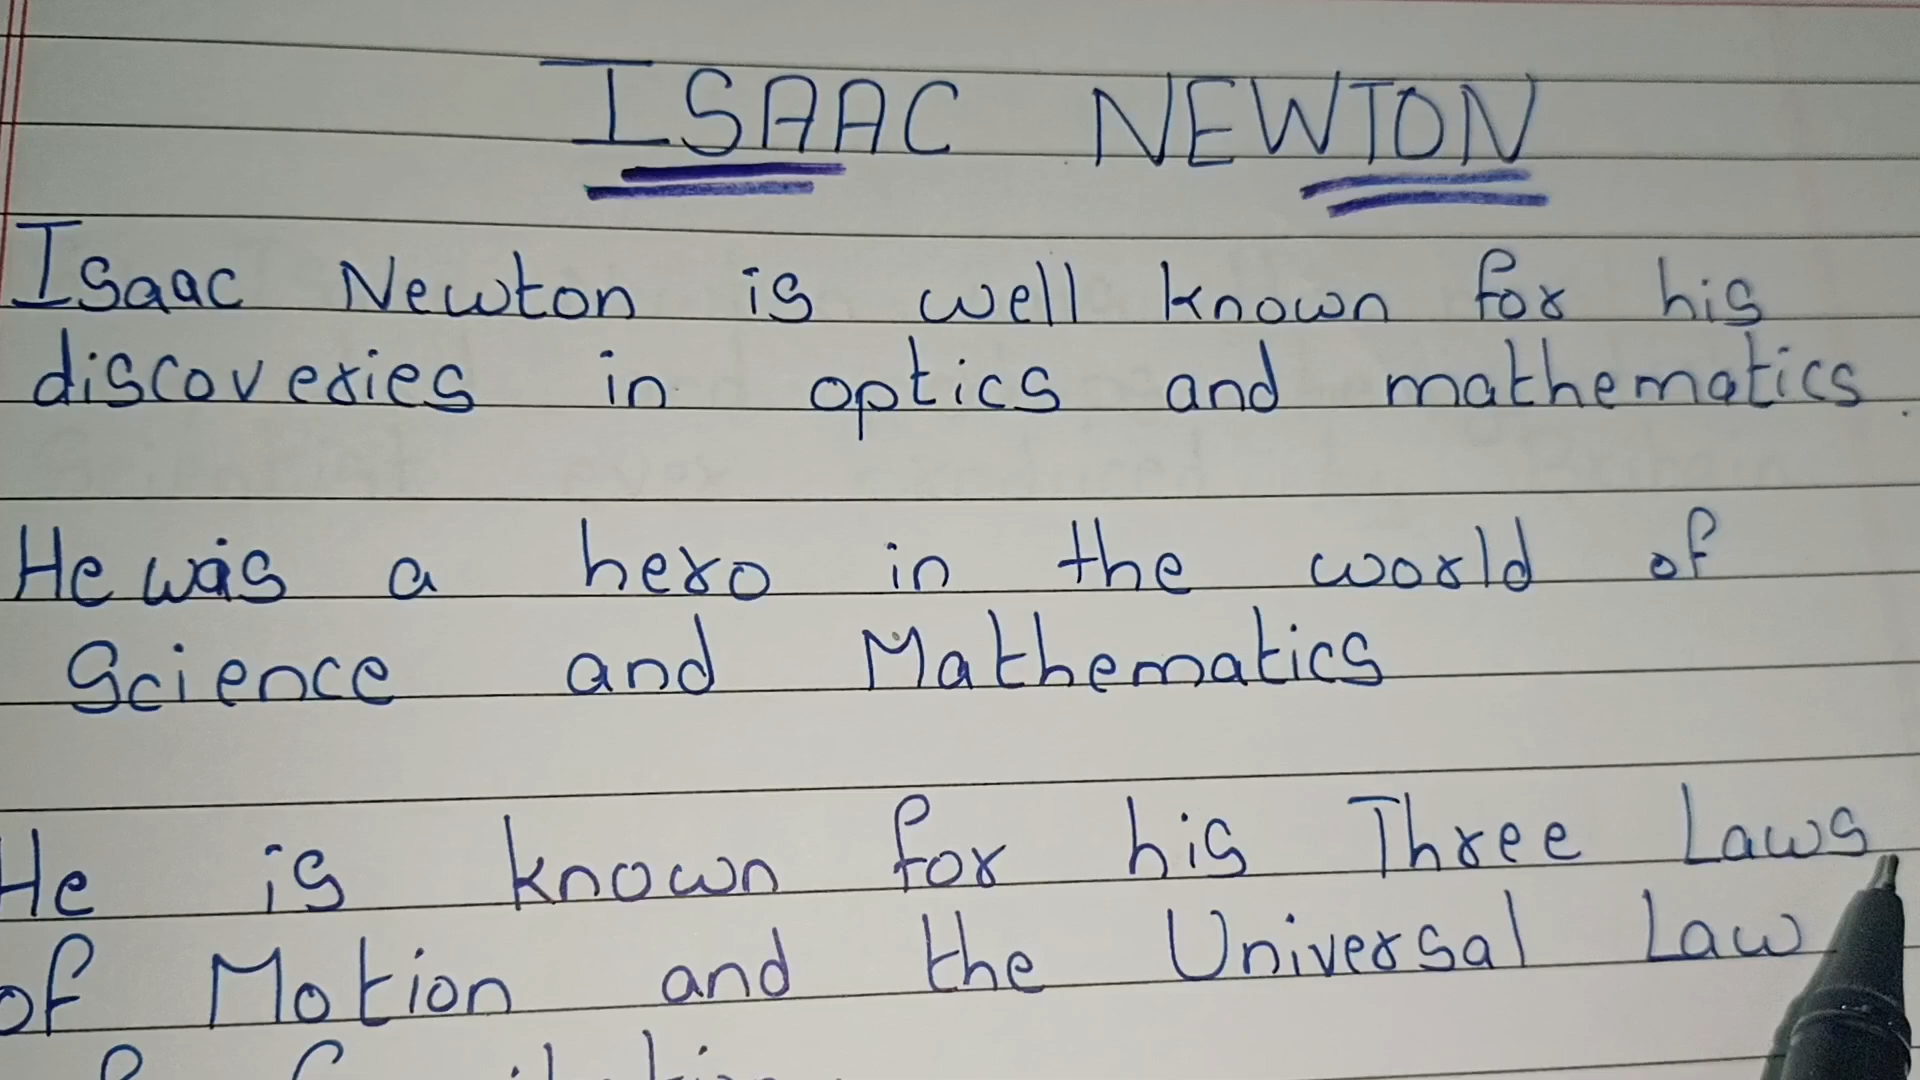 ISAAC NEWTON
Isaac Newton is well known for his
discoveries in optics and mathematics.
He was a hero in the world of
Science and Mathematics
He is known for his Three Laws
of Motion and the Universal Law